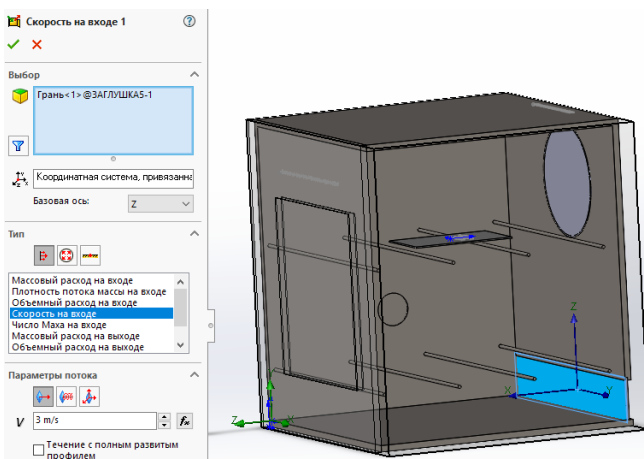 Скорость на входе 1
Выбор
Грань<1>@ЗАГЛУШКА5-1
Координатная система, привязанна
Базовая ось: Z
Тип
Массовый расход на входе
Плотность потока массы на входе
Объемный расход на входе
Скорость на входе
Число Маха на входе
Массовый расход на выходе
Объемный расход на выходе
Параметры потока
V 3 m/s
Течение с полным развитым
профилем
Z
X
Y
Z